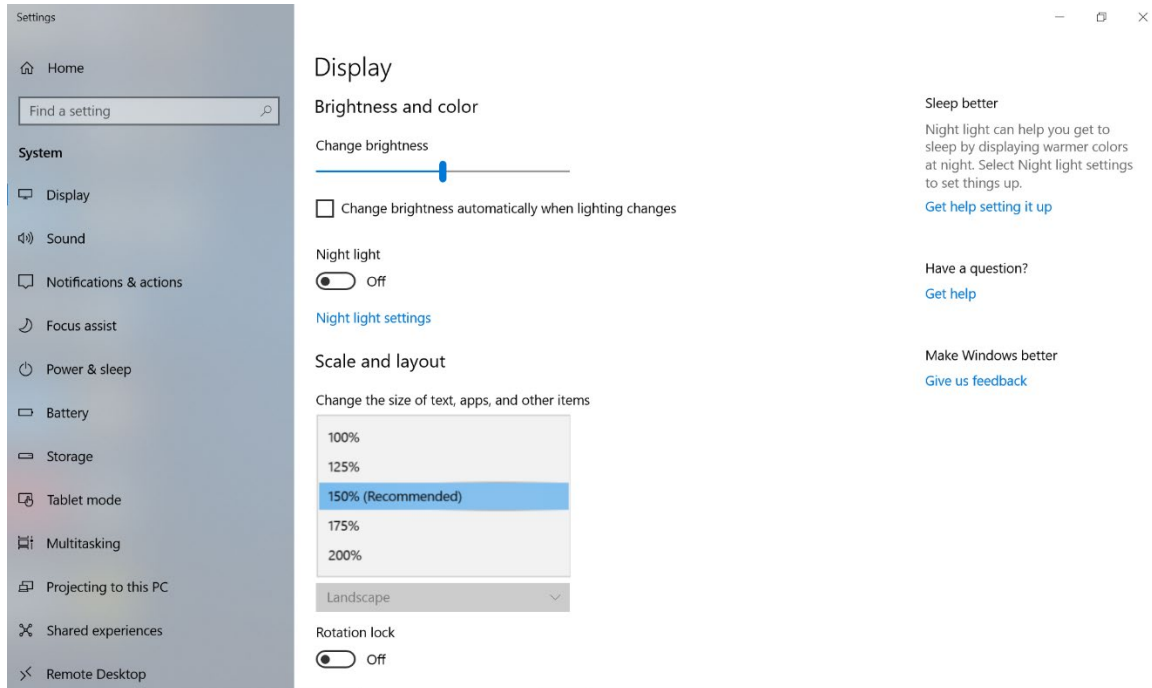 Settings
Home
Find a setting
System
Display
Sound
Notifications & actions
Focus assist
Power & sleep
Battery
Storage
Tablet mode
Multitasking
Projecting to this PC
Shared experiences
Remote Desktop
Display
Brightness and color
Change brightness
Change brightness automatically when lighting changes
Night light
Off
Night light settings
Scale and layout
Change the size of text, apps, and other items
100%
125%
150% (Recommended)
175%
200%
Landscape
Rotation lock
Off
Sleep better
Night light can help you get to
sleep by displaying warmer colors
at night. Select Night light settings
to set things up.
Get help setting it up
Have a question?
Get help
Make Windows better
Give us feedback